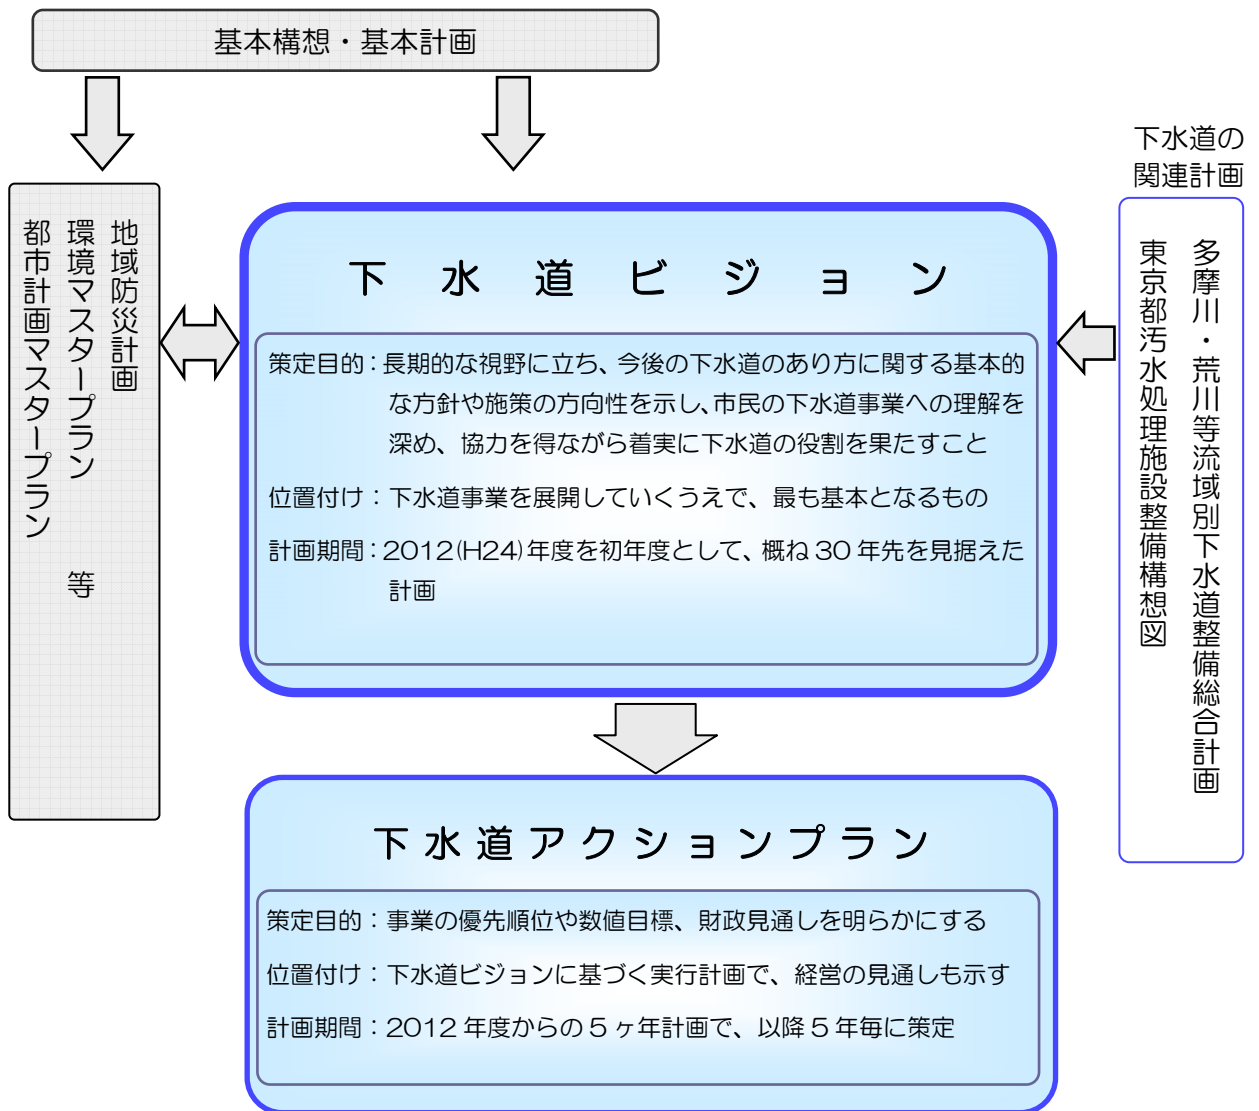 基本構想・基本計画
地域防災計画
環境マスタープラン 等
都市計画マスタープラン
下水道ビジョン
策定目的：長期的な視野に立ち、今後の下水道のあり方に関する基本的
な方針や施策の方向性を示し、市民の下水道事業への理解を
深め、協力を得ながら着実に下水道の役割を果たすこと
位置付け：下水道事業を展開していくうえで、最も基本となるもの
計画期間：2012(H24)年度を初年度として、概ね30年先を見据えた
計画
下水道の
関連計画
多摩川・荒川等流域別下水道整備総合計画
東京都汚水処理施設整備構想図
下水道アクションプラン
策定目的：事業の優先順位や数値目標、財政見通しを明らかにする
位置付け：下水道ビジョンに基づく実行計画で、経営の見通しも示す
計画期間：2012年度からの5ヶ年計画で、以降5年毎に策定